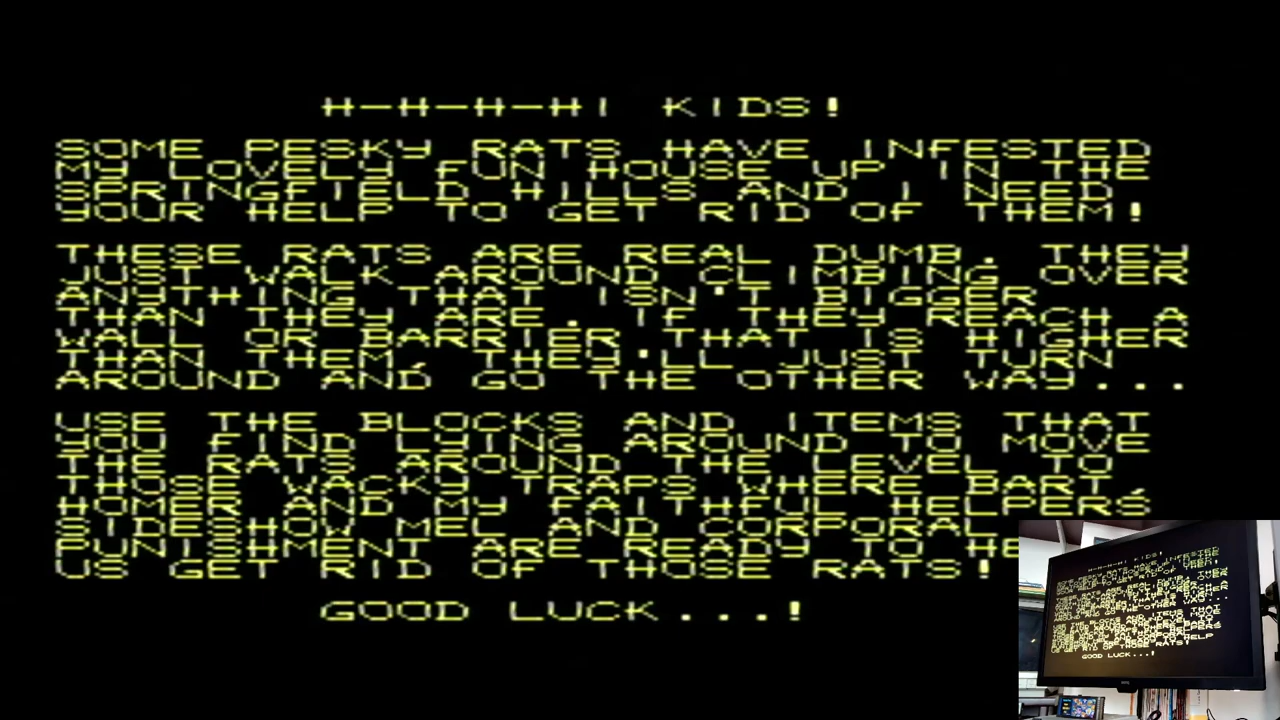 H-H-H-HI KIDS!
SOME PESKY RATS HAVE INFESTED
MY LOVELY FUN HOUSE UP IN THE
SPRINGFIELD HILLS AND I NEED
YOUR HELP TO GET RID OF THEM!
THESE RATS ARE REAL DUMB. THEY
JUST WALK AROUND CLIMBING OVER
ANYTHING THAT ISN'T BIGGER
THAN THEY ARE. IF THEY REACH A
WALL OR BARRIER THAT IS HIGHER
THAN THEM, THEY'LL JUST TURN
AROUND AND GO THE OTHER WAY...
USE THE BLOCKS AND ITEMS THAT
YOU FIND LYING AROUND TO MOVE
THE RATS AROUND THE LEVEL TO
THOSE WACKY TRAPS WHERE BART,
HOMER AND MY FAITHFUL HELPERS
SIDESHOW MEL AND CORPORAL
PUNISHMENT ARE READY TO HE
US GET RID OF THOSE RATS!
GOOD LUCK...!